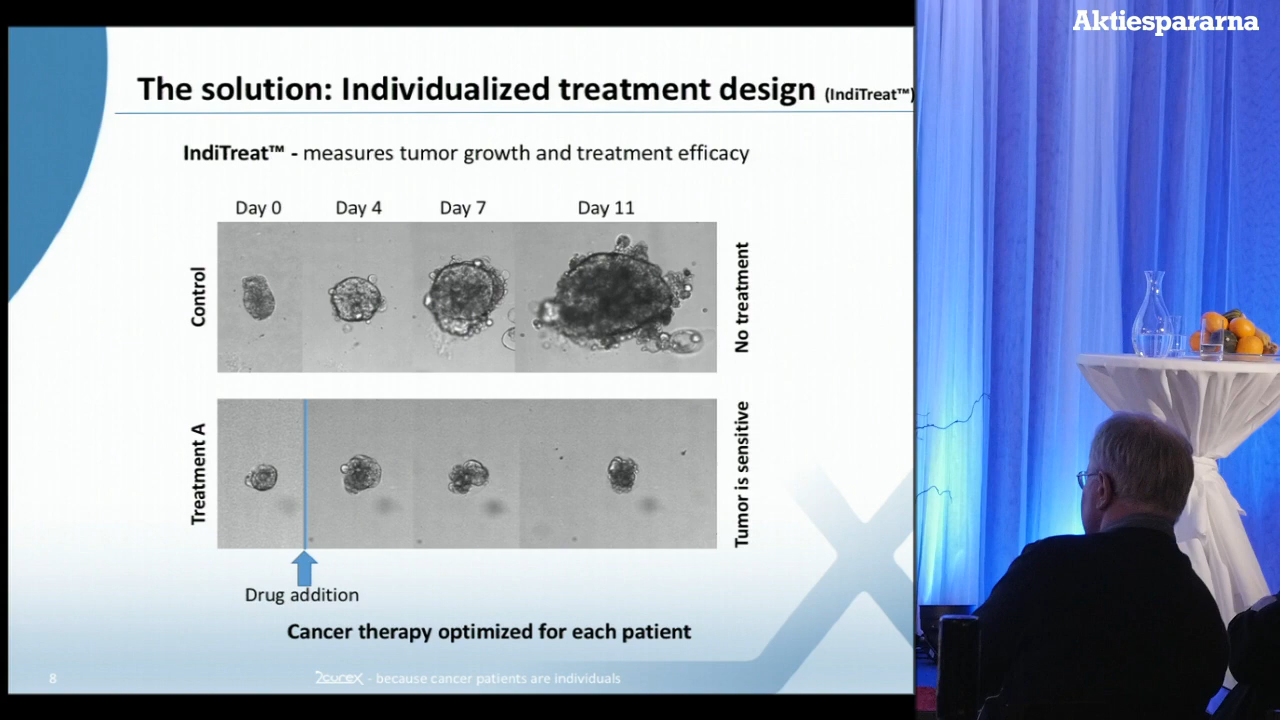 Aktiespararna
The solution: Individualized treatment design (IndiTreat™)
IndiTreat™ - measures tumor growth and treatment efficacy
Day 0 Day 4 Day 7 Day 11
Control
No treatment
Treatment A
Tumor is sensitive
Drug addition
Cancer therapy optimized for each patient
8
2curex - because cancer patients are individuals